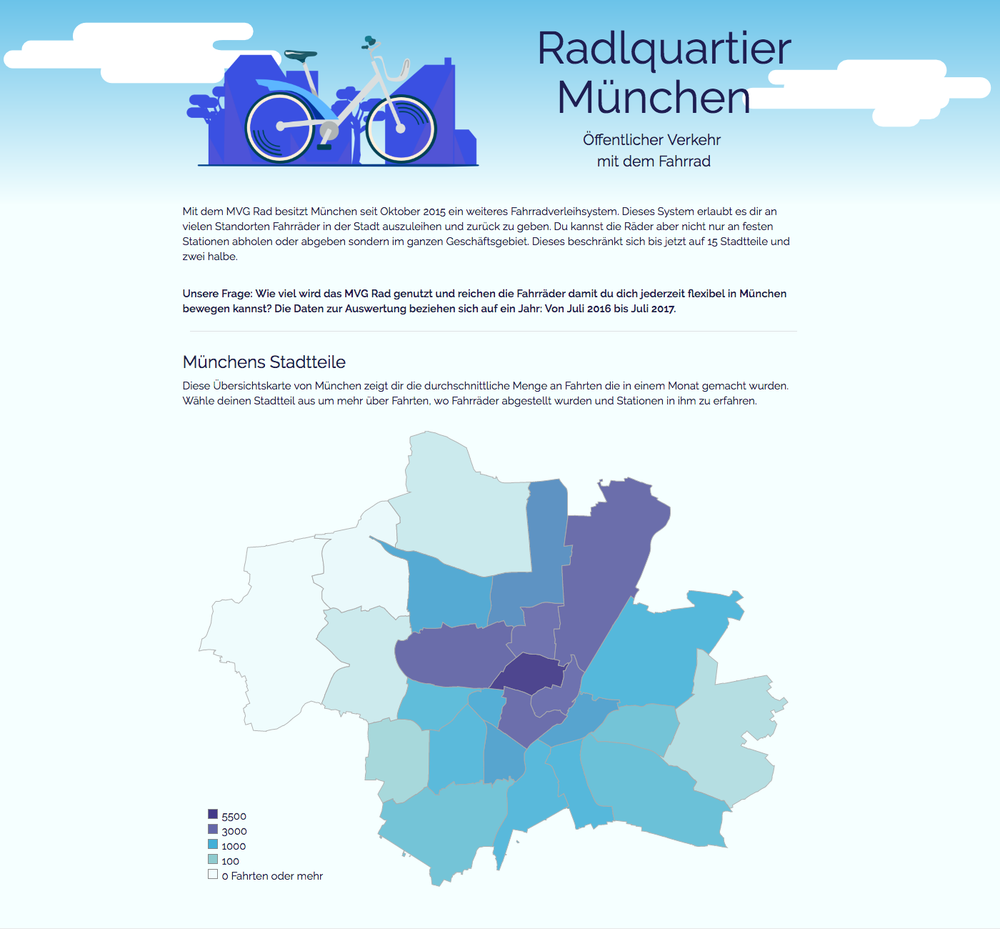 Radlquartier
München
Öffentlicher Verkehr
mit dem Fahrrad
Mit dem MVG Rad besitzt München seit Oktober 2015 ein weiteres Fahrradverleihsystem. Dieses System erlaubt es dir an
vielen Standorten Fahrräder in der Stadt auszuleihen und zurück zu geben. Du kannst die Räder aber nicht nur an festen
Stationen abholen oder abgeben sondern im ganzen Geschäftsgebiet. Dieses beschränkt sich bis jetzt auf 15 Stadtteile und
zwei halbe.
Unsere Frage: Wie viel wird das MVG Rad genutzt und reichen die Fahrräder damit du dich jederzeit flexibel in München
bewegen kannst? Die Daten zur Auswertung beziehen sich auf ein Jahr: Von Juli 2016 bis Juli 2017.
Münchens Stadtteile
Diese Übersichtskarte von München zeigt dir die durchschnittliche Menge an Fahrten die in einem Monat gemacht wurden.
Wähle deinen Stadtteil aus um mehr über Fahrten, wo Fahrräder abgestellt wurden und Stationen in ihm zu erfahren.
5500
3000
1000
100
0 Fahrten oder mehr